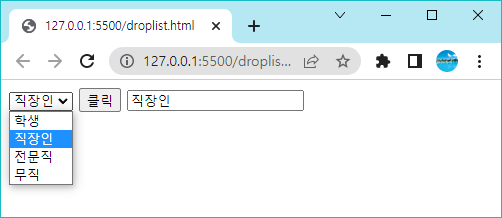 127.0.0.1:5500/droplist.html
127.0.0.1:5500/droplis...
직장인 클릭 직장인
학생
직장인
전문직
무직